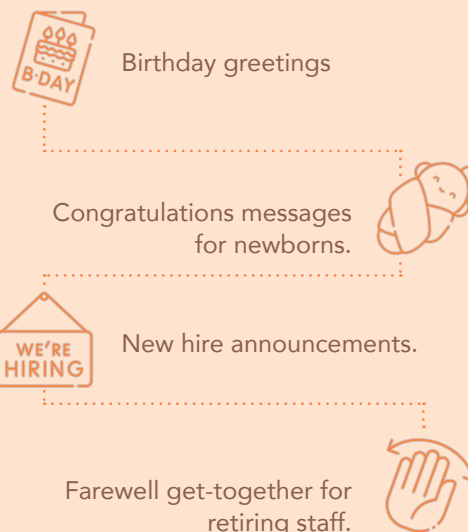 B·DAY
Birthday greetings
Congratulations messages
for newborns.
WE'RE
HIRING
New hire announcements.
Farewell get-together for
retiring staff.